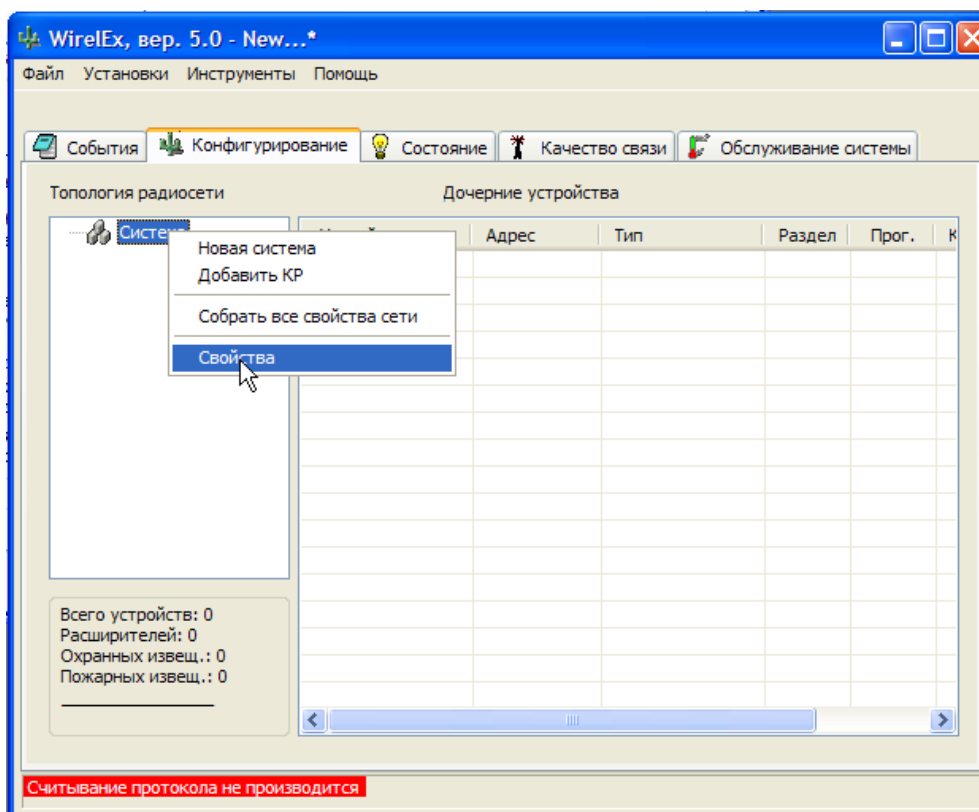 WirelEx, вер. 5.0 - New...*
Файл Установки Инструменты Помощь
События Конфигурирование Состояние Качество связи Обслуживание системы
Топология радиосети Дочерние устройства
Система
Адрес Тип Раздел Прог.
Новая система
Добавить КР
Собрать все свойства сети
Свойства
Всего устройств: 0
Расширителей: 0
Охранных извещ.: 0
Пожарных извещ.: 0
Считывание протокола не производится